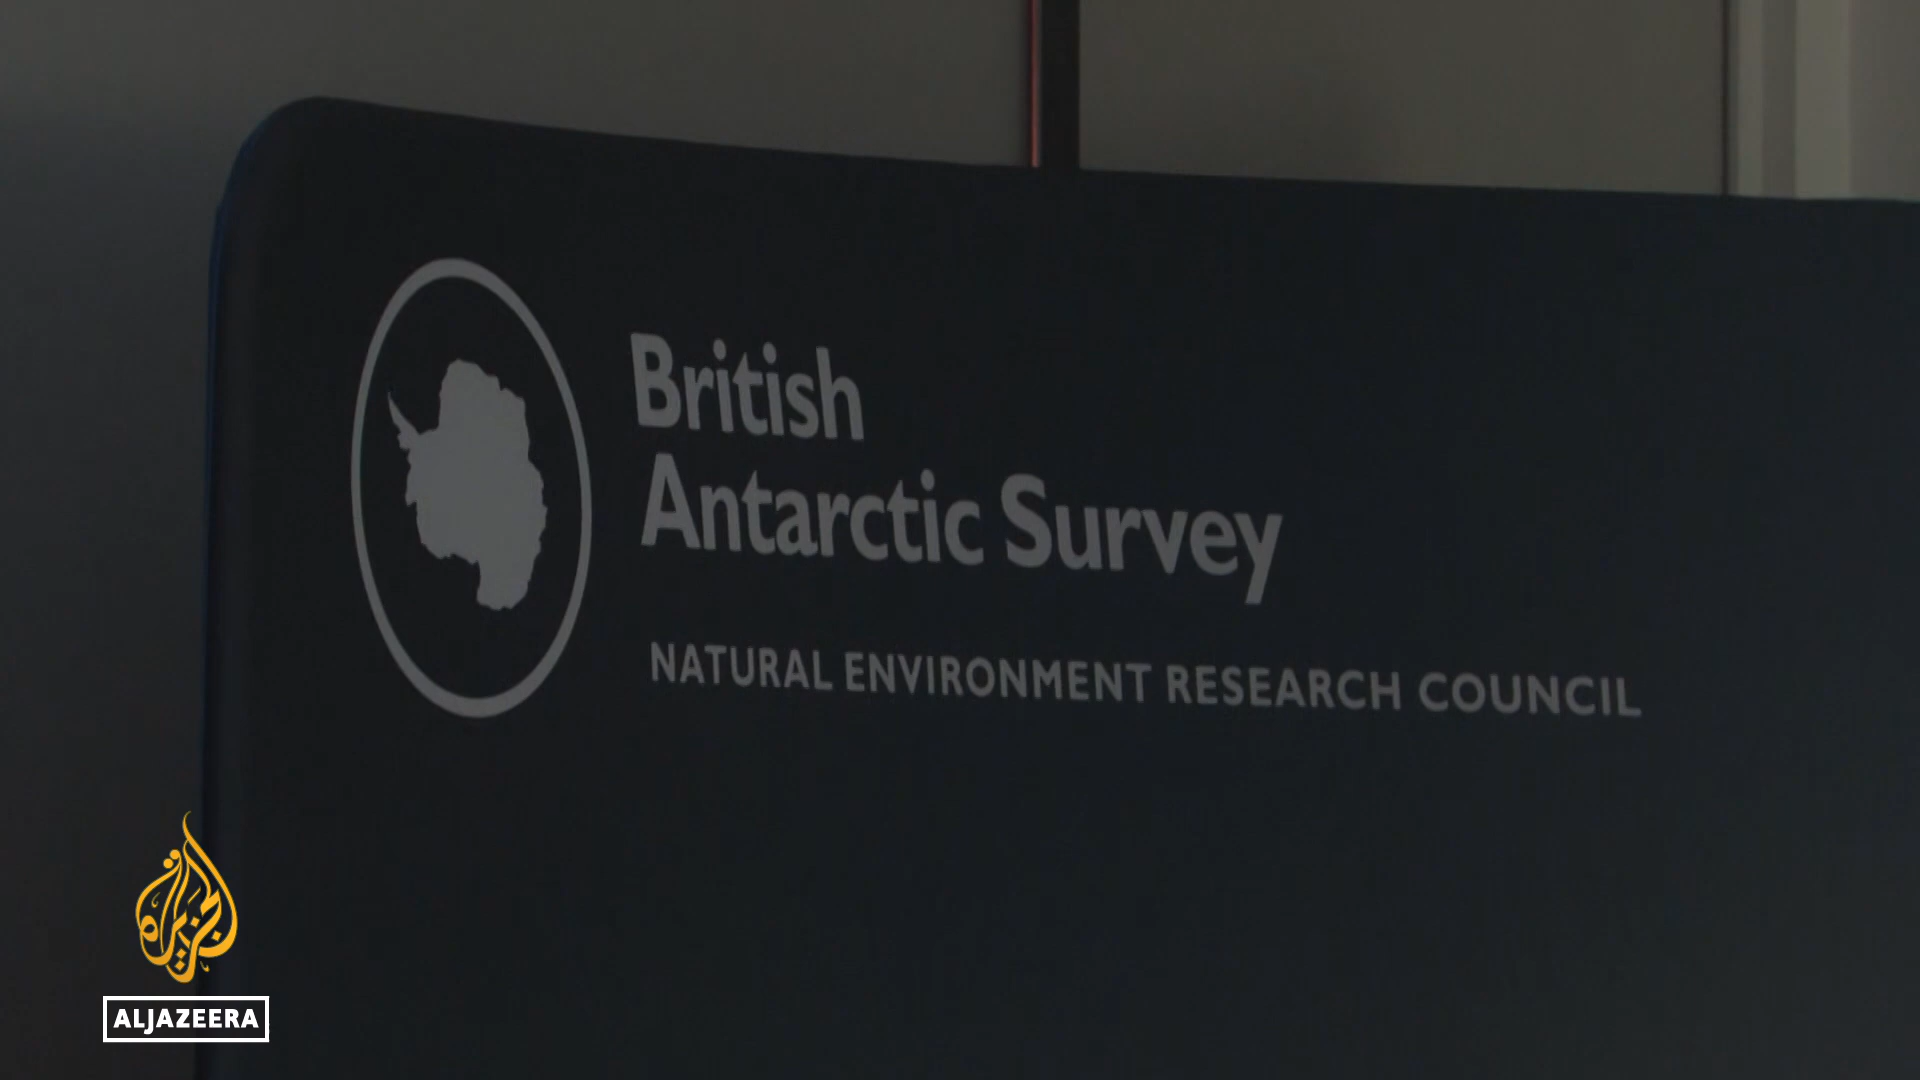 British
Antarctic Survey
NATURAL ENVIRONMENT RESEARCH COUNCIL
الجزيرة
ALJAZEERA